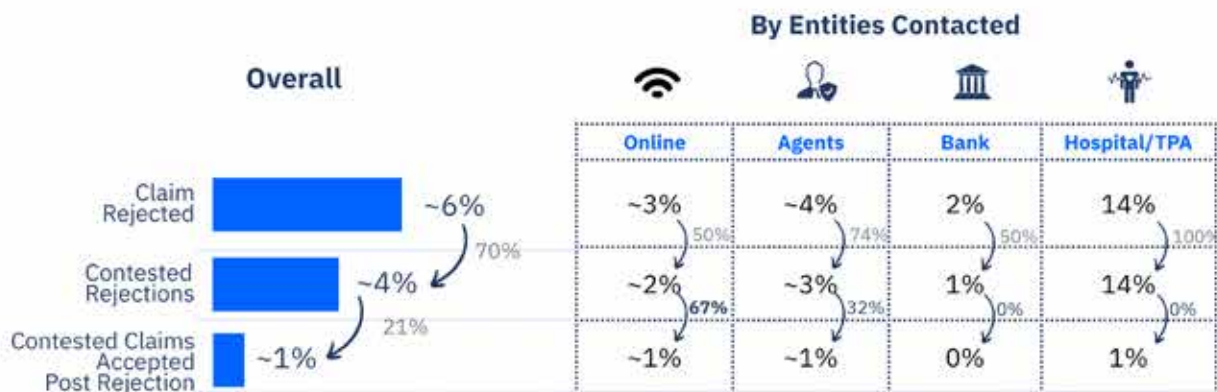 By Entities Contacted
Overall
Online Agents Bank Hospital/TPA
Claim
Rejected
~6% ~3% ~4% 2% 14%
70% 50% 74% 50% 100%
Contested
Rejections
~4% ~2% ~3% 1% 14%
21% 67% 32% 0% 0%
Contested Claims
Accepted
Post Rejection
~1% ~1% ~1% 0% 1%